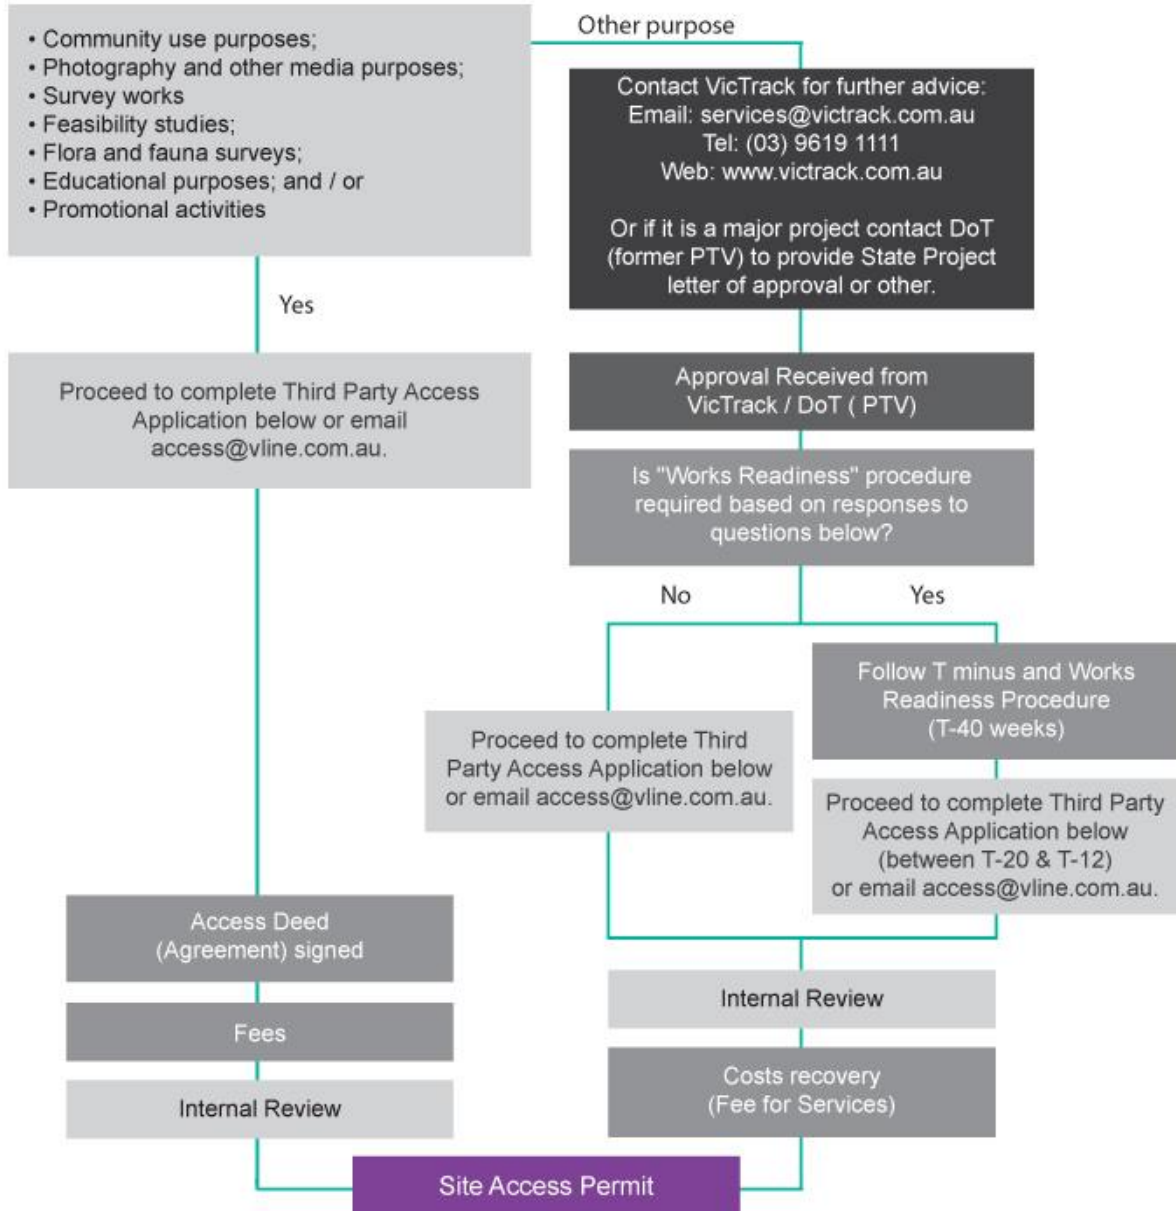 • Community use purposes;
• Photography and other media purposes;
• Survey works
• Feasibility studies;
• Flora and fauna surveys;
• Educational purposes; and / or
• Promotional activities
Other purpose
Contact VicTrack for further advice:
Email: services@victrack.com.au
Tel: (03) 9619 1111
Web: www.victrack.com.au
Or if it is a major project contact DoT
(former PTV) to provide State Project
letter of approval or other.
Yes
Proceed to complete Third Party Access
Application below or email
access@vline.com.au.
Approval Received from
VicTrack / DoT ( PTV)
Is "Works Readiness" procedure
required based on responses to
questions below?
No
Yes
Proceed to complete Third
Party Access Application below
or email access@vline.com.au.
Follow T minus and Works
Readiness Procedure
(T-40 weeks)
Proceed to complete Third Party
Access Application below
(between T-20 & T-12)
or email access@vline.com.au.
Access Deed
(Agreement) signed
Fees
Internal Review
Internal Review
Costs recovery
(Fee for Services)
Site Access Permit